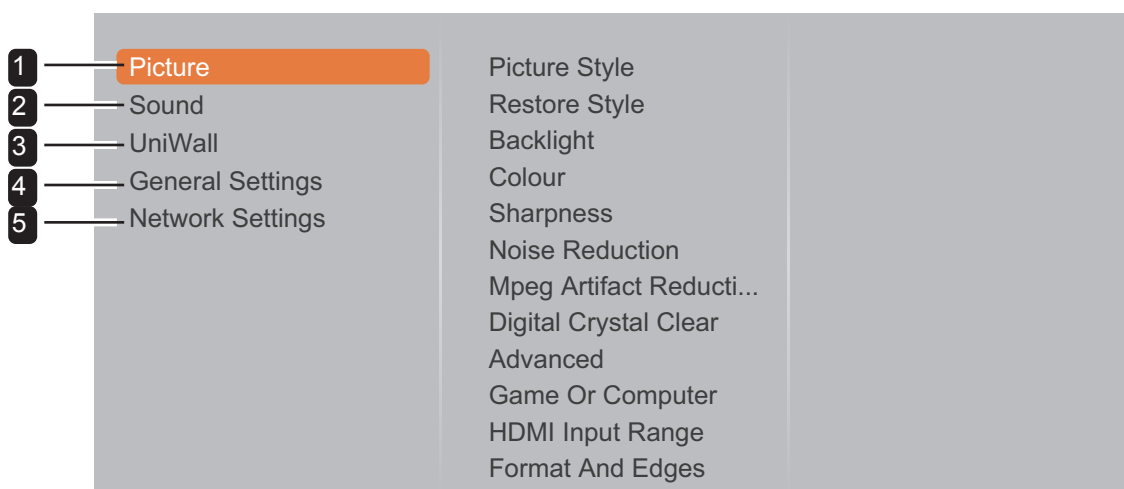 1 Picture
2 Sound
3 UniWall
4 General Settings
5 Network Settings
Picture Style
Restore Style
Backlight
Colour
Sharpness
Noise Reduction
Mpeg Artifact Reducti...
Digital Crystal Clear
Advanced
Game Or Computer
HDMI Input Range
Format And Edges